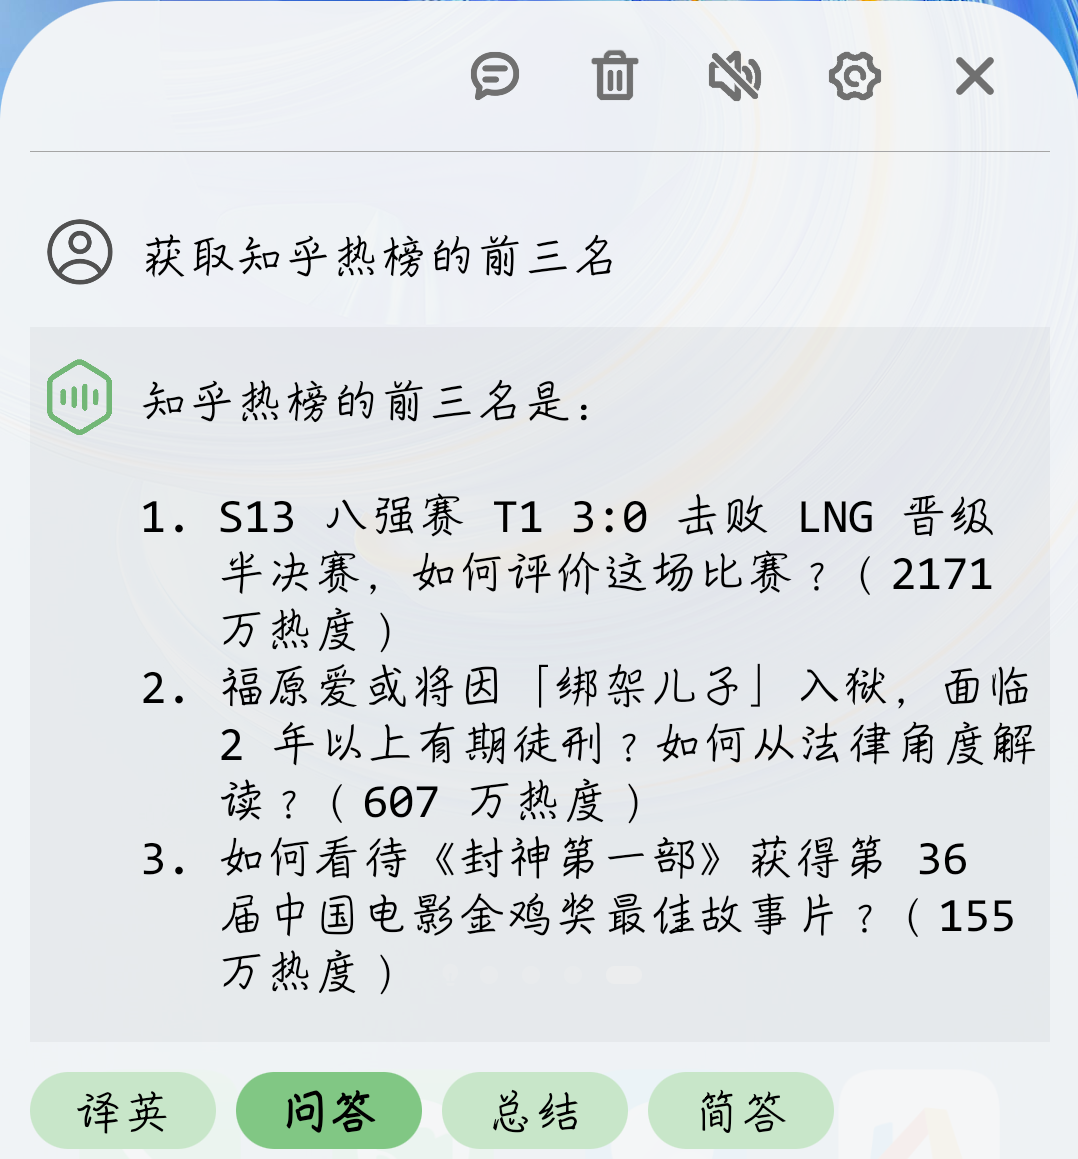 获取知乎热榜的前三名
知乎热榜的前三名是:
1. S13 八强赛 T1 3:0 击败 LNG 晋级
半决赛，如何评价这场比赛？（2171
万热度）
2. 福原爱或将因「绑架儿子」入狱，面临
2 年以上有期徒刑？如何从法律角度解
读？（607 万热度）
3. 如何看待《封神第一部》获得第 36
届中国电影金鸡奖最佳故事片？（155
万热度）
译英 问答 总结 简答